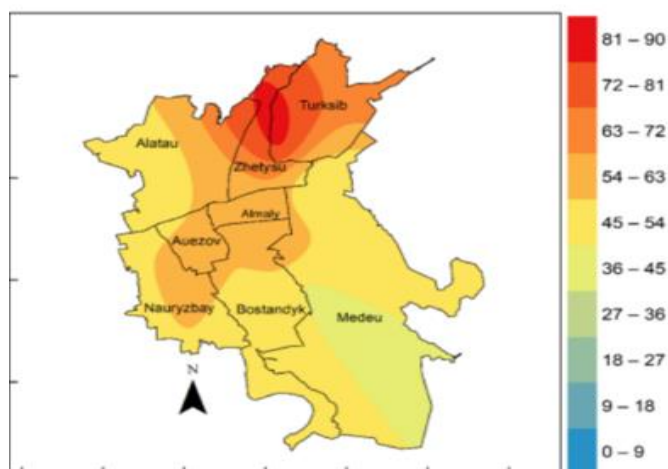 81 – 90
72 – 81
63 – 72
54 – 63
45 – 54
36 – 45
27 – 36
18 – 27
9 – 18
0 – 9
Turksib
Alatau
Zhetysu
Almaly
Auezov
Nauryzbay
Bostandyk
Medeu
N